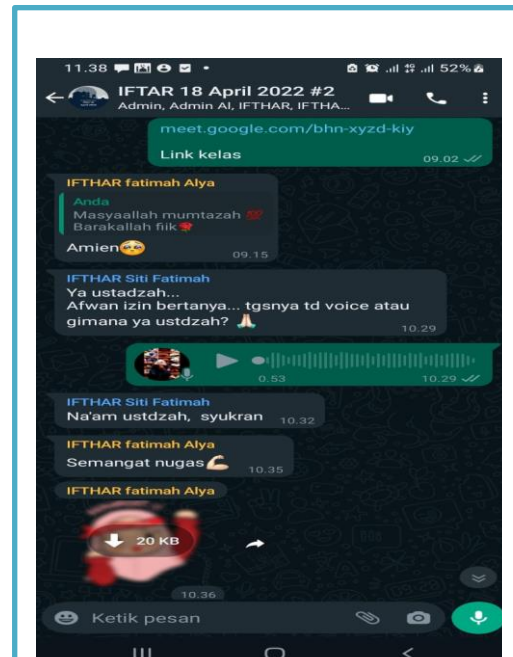 11.38
52%
IFTAR 18 April 2022 #2
Admin, Admin Al, IFTHAR, IFTHA...
meet.google.com/bhn-xyzd-kiy
Link kelas
09.02
IFTHAR fatimah Alya
Anda
Masyaallah mumtazah 💯
Barakallah fiik🌹
Amien🥺
09.15
IFTHAR Siti Fatimah
Ya ustadzah...
Afwan izin bertanya... tgsnya td voice atau
gimana ya ustdzah? 🙏🏻
10.29
0.53
10.29
IFTHAR Siti Fatimah
Na'am ustdzah, syukran
10.32
IFTHAR fatimah Alya
Semangat nugas💪🏻
10.35
IFTHAR fatimah Alya
20 KB
10.36
Ketik pesan